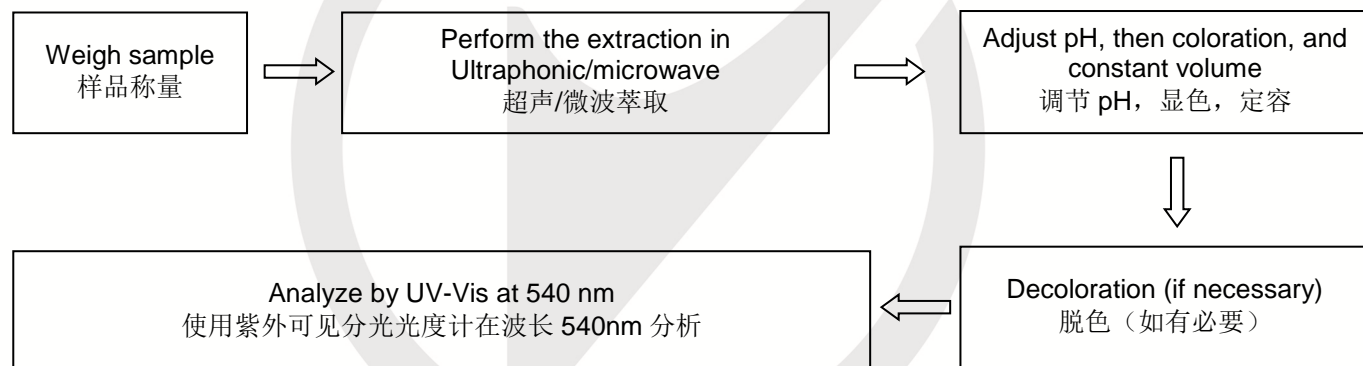 Weigh sample
样品称量
Perform the extraction in
Ultraphonic/microwave
超声/微波萃取
Adjust pH, then coloration, and
constant volume
调节 pH，显色，定容
Decoloration (if necessary)
脱色（如有必要）
Analyze by UV-Vis at 540 nm
使用紫外可见分光光度计在波长 540nm 分析